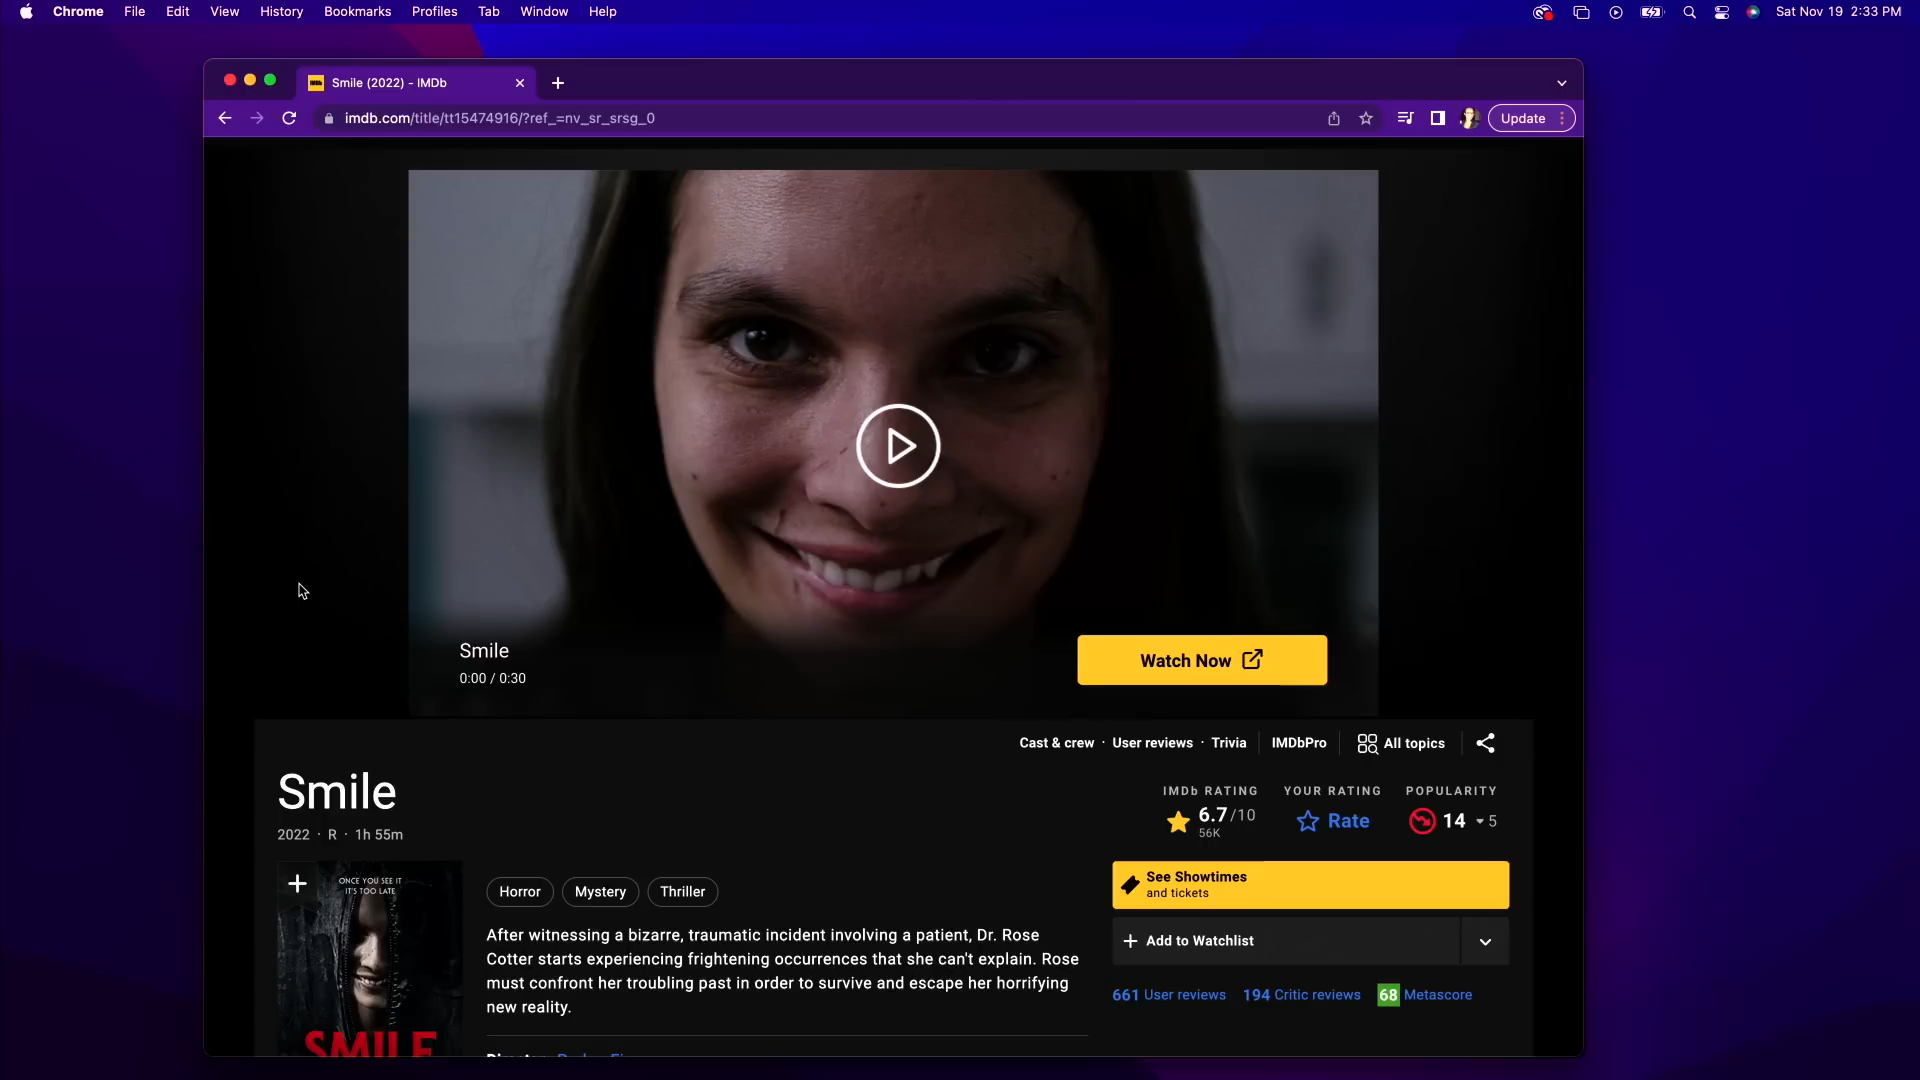 Chrome File Edit View History Bookmarks Profiles Tab Window Help
Sat Nov 19 2:33 PM
Smile (2022) - IMDb
imdb.com/title/tt15474916/?ref_=nv_sr_srsg_0
Update
Smile
0:00 / 0:30
Watch Now
Cast & crew · User reviews · Trivia IMDbPro All topics
Smile
2022 · R · 1h 55m
IMDb RATING YOUR RATING POPULARITY
6.7/10 Rate 14 5
56K
ONCE YOU SEE IT
IT'S TOO LATE
SMILE
Horror Mystery Thriller
After witnessing a bizarre, traumatic incident involving a patient, Dr. Rose
Cotter starts experiencing frightening occurrences that she can't explain. Rose
must confront her troubling past in order to survive and escape her horrifying
new reality.
See Showtimes
and tickets
Add to Watchlist
661 User reviews 194 Critic reviews 68 Metascore